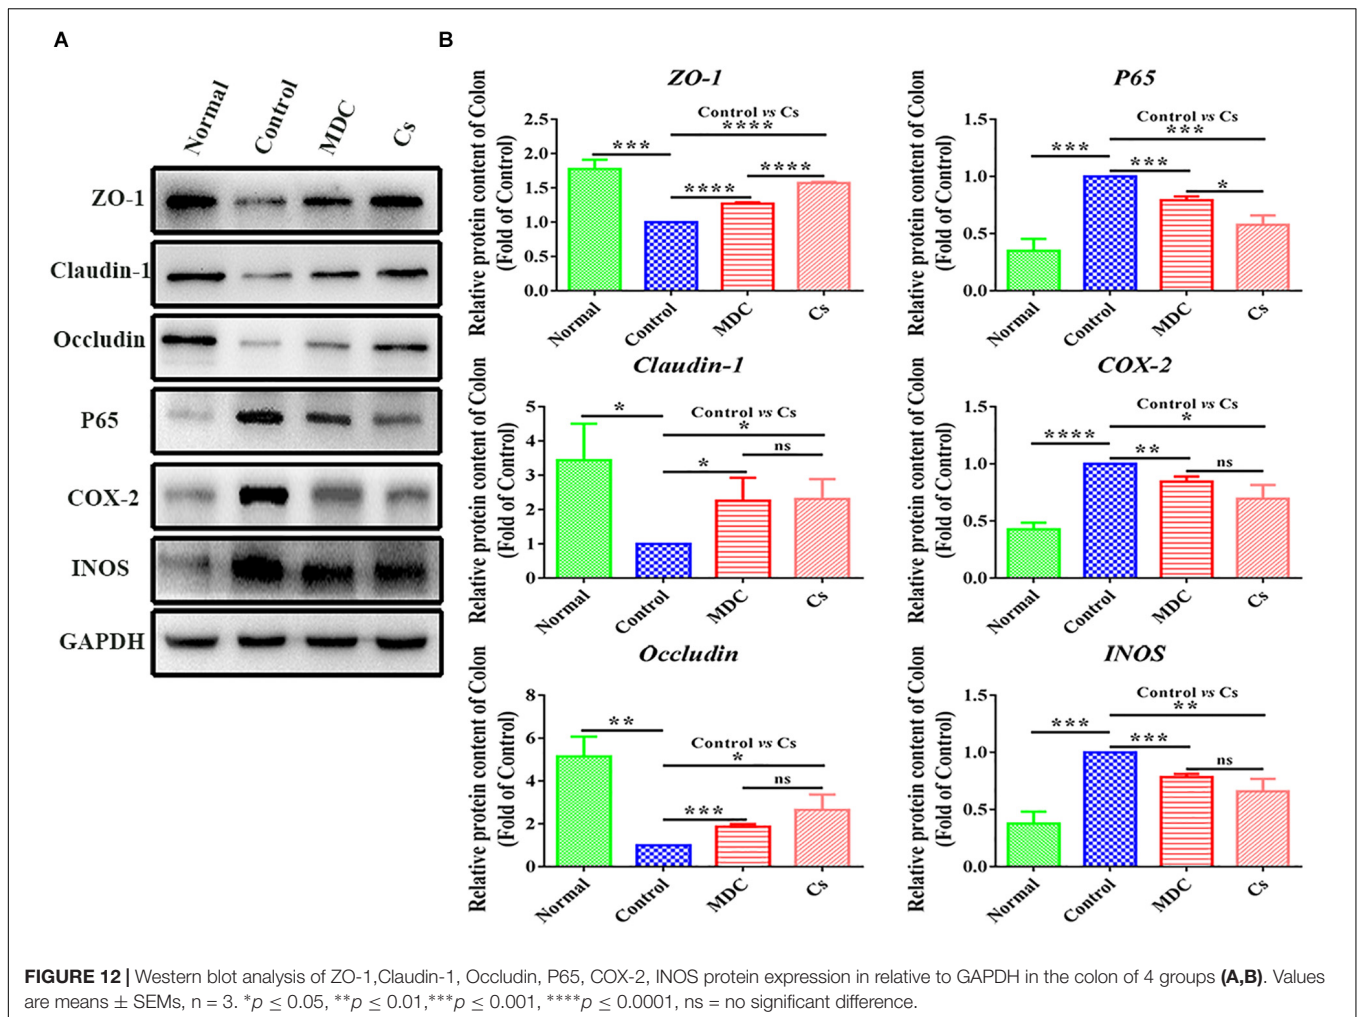 A
B
Normal
Control
MDC
Cs
ZO-1
Claudin-1
Occludin
P65
COX-2
INOS
GAPDH
ZO-1
Relative protein content of Colon
(Fold of Control)
2.5
2.0
1.5
1.0
0.5
0.0
Control vs Cs
****
***
****
****
Normal
Control
MDC
Cs
P65
Relative protein content of Colon
(Fold of Control)
1.5
1.0
0.5
0.0
Control vs Cs
***
***
***
*
Normal
Control
MDC
Cs
Claudin-1
Relative protein content of Colon
(Fold of Control)
5
4
3
2
1
0
*
Control vs Cs
*
ns
*
Normal
Control
MDC
Cs
COX-2
Relative protein content of Colon
(Fold of Control)
1.5
1.0
0.5
0.0
Control vs Cs
*
****
**
ns
Normal
Control
MDC
Cs
Occludin
Relative protein content of Colon
(Fold of Control)
8
6
4
2
0
**
Control vs Cs
*
ns
***
Normal
Control
MDC
Cs
INOS
Relative protein content of Colon
(Fold of Control)
1.5
1.0
0.5
0.0
Control vs Cs
**
***
***
ns
Normal
Control
MDC
Cs
FIGURE 12 | Western blot analysis of ZO-1,Claudin-1, Occludin, P65, COX-2, INOS protein expression in relative to GAPDH in the colon of 4 groups (A,B). Values
are means ± SEMs, n = 3. *p ≤ 0.05, **p ≤ 0.01,***p ≤ 0.001, ****p ≤ 0.0001, ns = no significant difference.